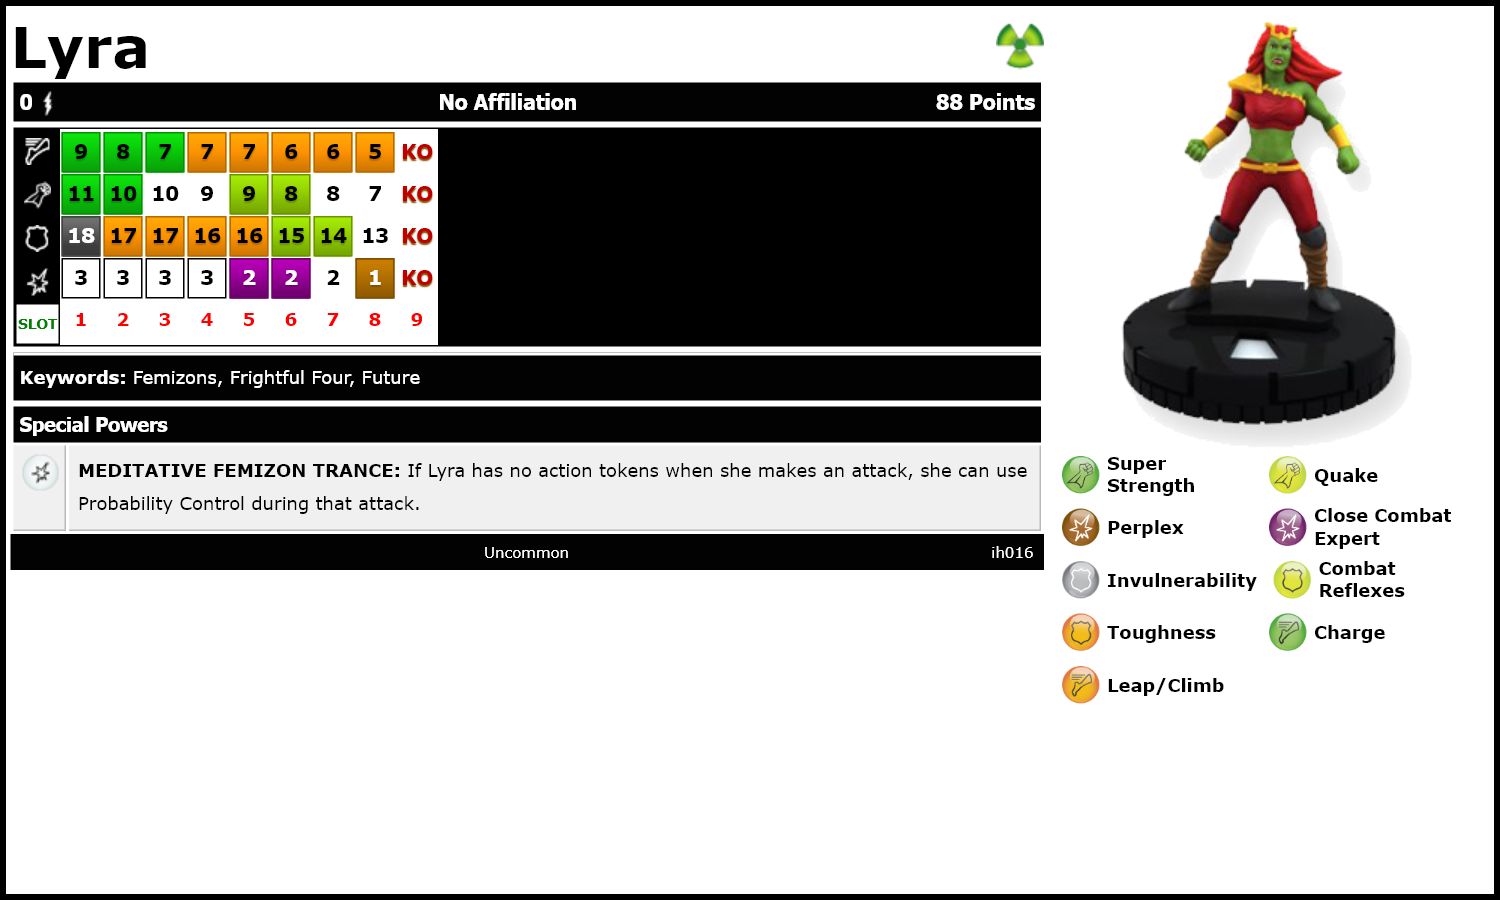 Lyra
0 No Affiliation 88 Points
9 8 7 7 7 6 6 5 KO
11 10 10 9 9 8 8 7 KO
18 17 17 16 16 15 14 13 KO
3 3 3 3 2 2 2 1 KO
SLOT 1 2 3 4 5 6 7 8 9
Keywords: Femizons, Frightful Four, Future
Special Powers
MEDITATIVE FEMIZON TRANCE: If Lyra has no action tokens when she makes an attack, she can use
Probability Control during that attack.
Uncommon ih016
Super
Strength
Quake
Perplex
Close Combat
Expert
Invulnerability
Combat
Reflexes
Toughness
Charge
Leap/Climb